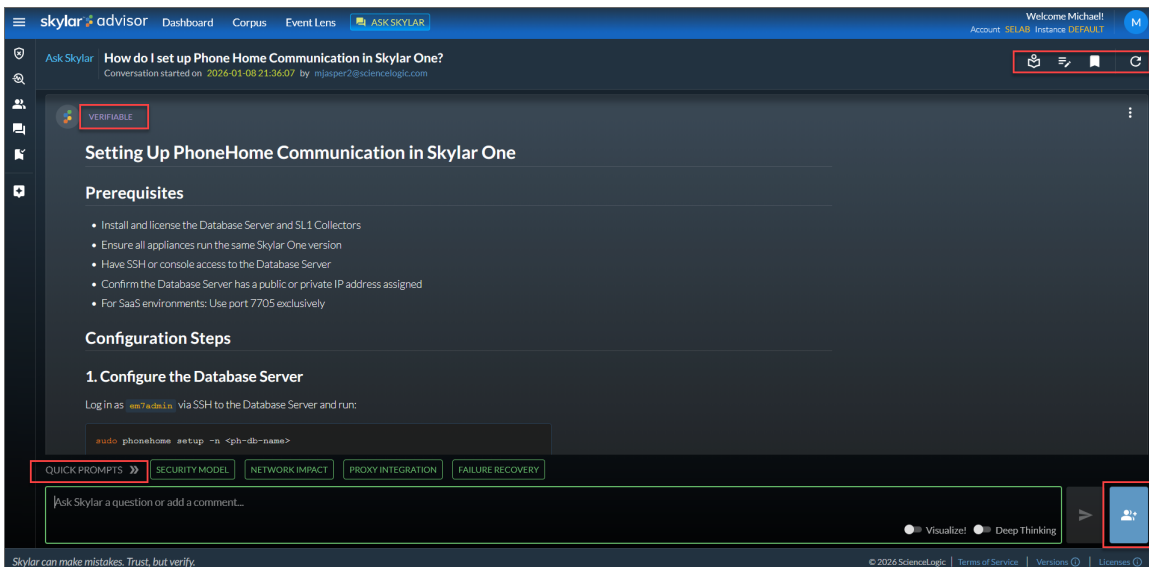 skylar advisor Dashboard Corpus Event Lens ASK SKYLAR
Welcome Michael!
Account SELAB Instance DEFAULT
M
Ask Skylar How do I set up Phone Home Communication in Skylar One?
Conversation started on 2026-01-08 21:36:07 by mjasper2@sciencelogic.com
VERIFIABLE
Setting Up PhoneHome Communication in Skylar One
Prerequisites
• Install and license the Database Server and SL1 Collectors
• Ensure all appliances run the same Skylar One version
• Have SSH or console access to the Database Server
• Confirm the Database Server has a public or private IP address assigned
• For SaaS environments: Use port 7705 exclusively
Configuration Steps
1. Configure the Database Server
Log in as em7admin via SSH to the Database Server and run:
sudo phonehome setup -n <ph-db-name>
QUICK PROMPTS SECURITY MODEL NETWORK IMPACT PROXY INTEGRATION FAILURE RECOVERY
Ask Skylar a question or add a comment...
Visualize! Deep Thinking
Skylar can make mistakes. Trust, but verify.
© 2026 ScienceLogic | Terms of Service | Versions | Licenses